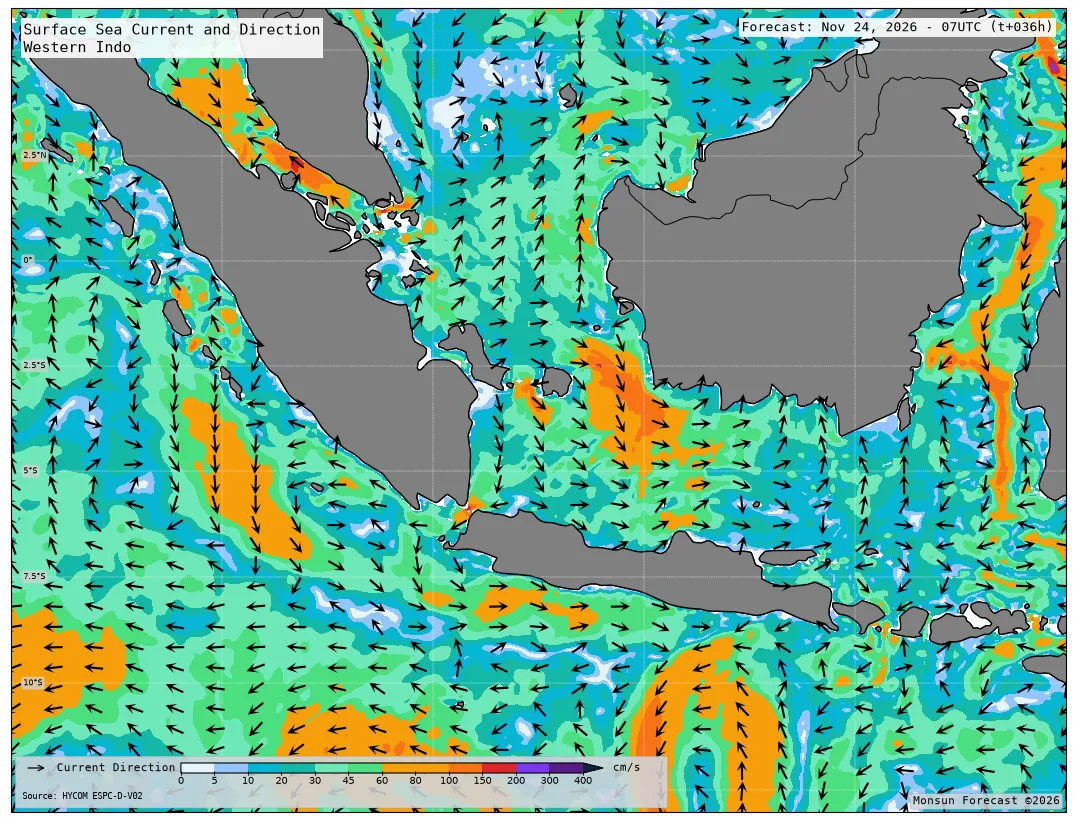 Surface Sea Current and Direction
Western Indo
Forecast: Nov 24, 2026 - 07UTC (t+036h)
2.5°N
0°
2.5°S
5°S
7.5°S
10°S
Current Direction
cm/s
0 5 10 20 30 45 60 80 100 150 200 300 400
Source: HYCOM ESPC-D-V02
Monsun Forecast ©2026